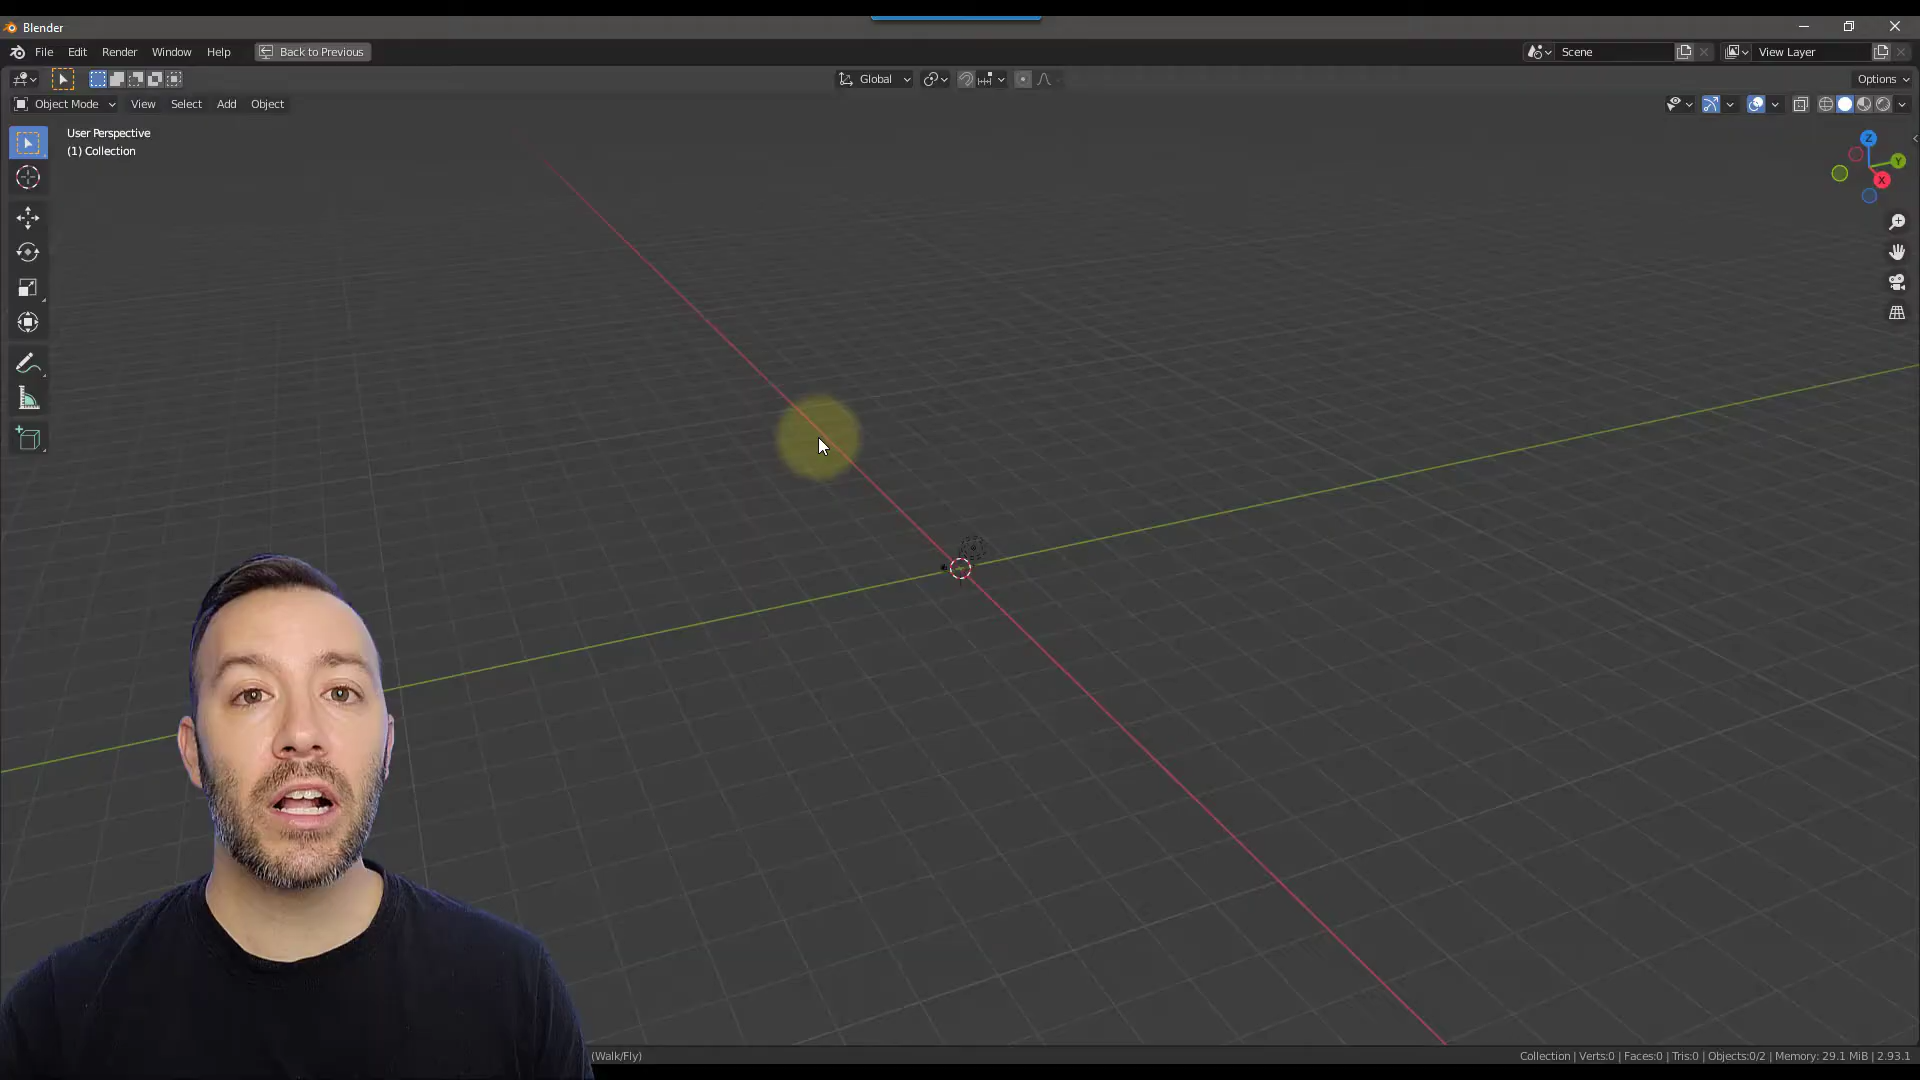 Blender
File Edit Render Window Help Back to Previous Scene View Layer
Global Options
Object Mode View Select Add Object
User Perspective
(1) Collection
Z
Y
X
(Walk/Fly) Collection | Verts:0 | Faces:0 | Tris:0 | Objects:0/2 | Memory: 29.1 MiB | 2.93.1